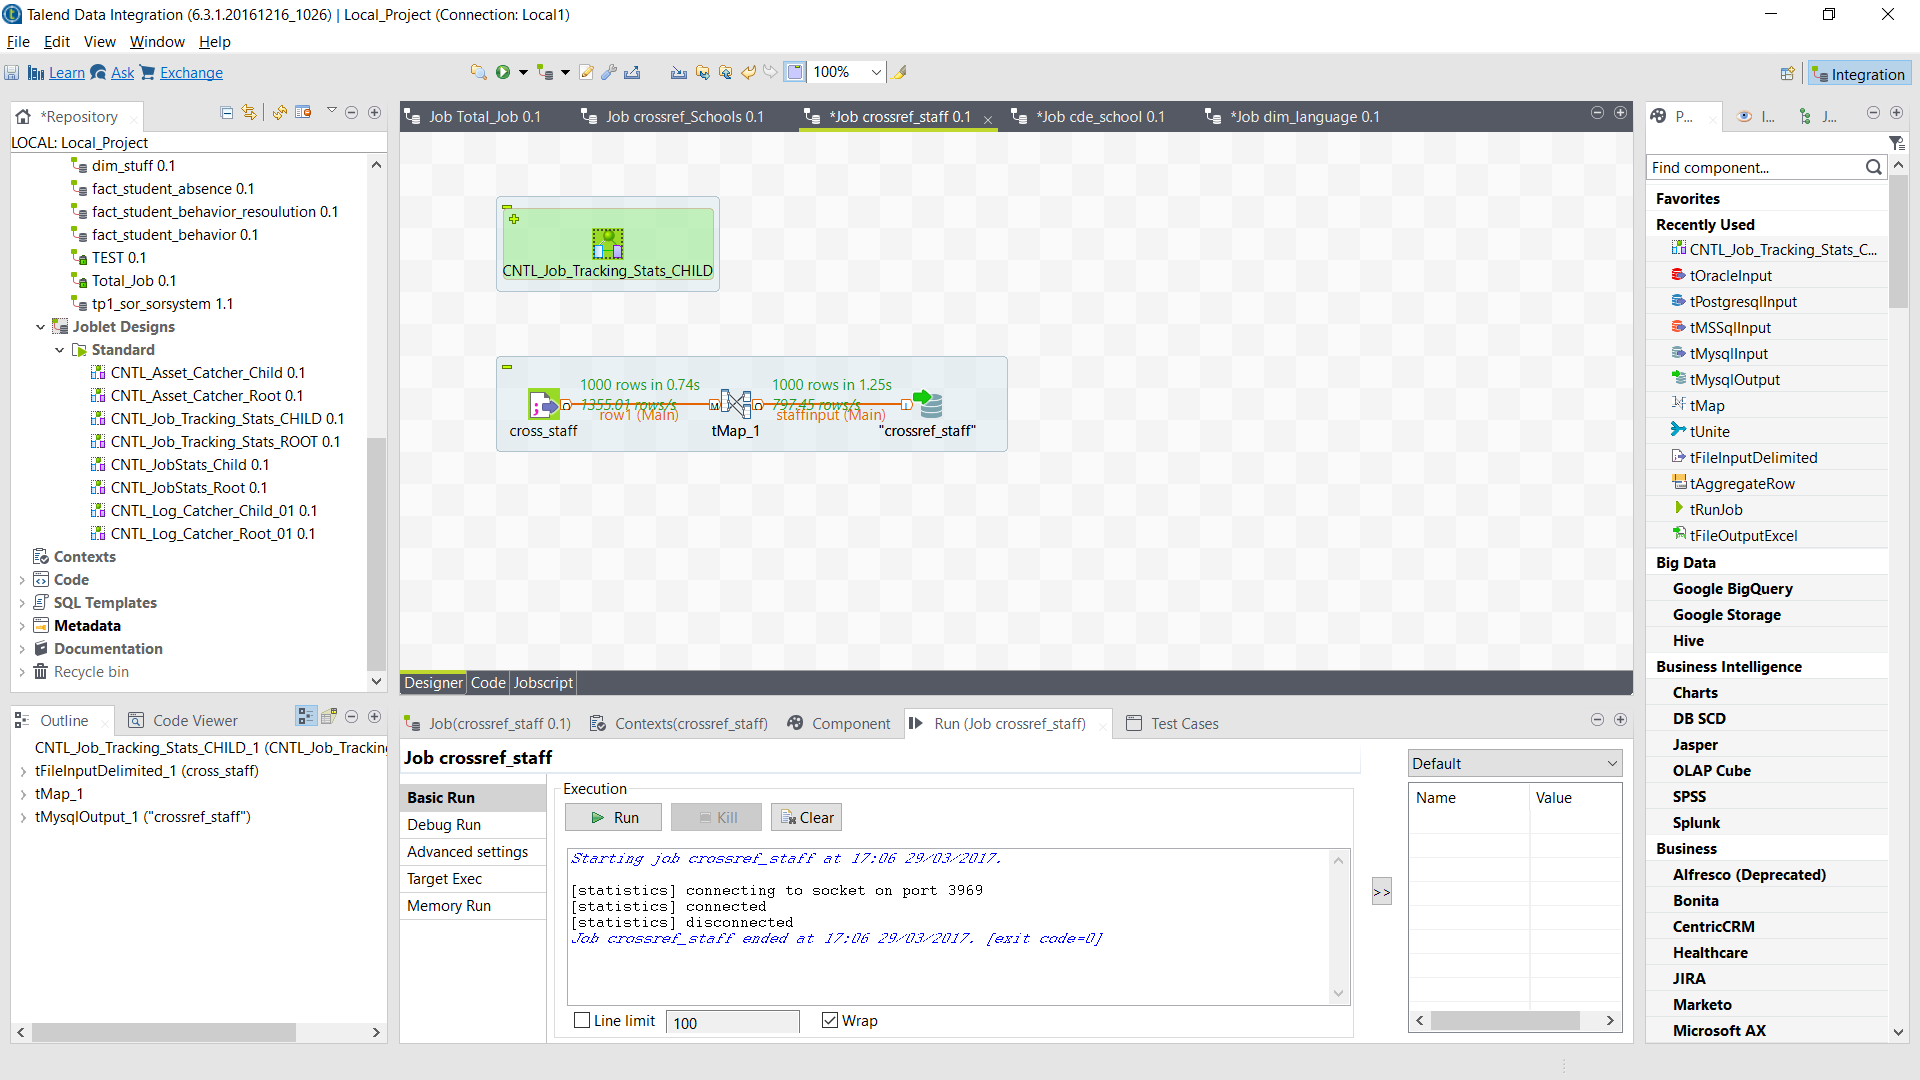 Talend Data Integration (6.3.1.20161216_1026) | Local_Project (Connection: Local1)
File Edit View Window Help
Learn Ask Exchange
100%
Integration
*Repository
LOCAL: Local_Project
dim_stuff 0.1
fact_student_absence 0.1
fact_student_behavior_resoulution 0.1
fact_student_behavior 0.1
TEST 0.1
Total_Job 0.1
tp1_sor_sorsystem 1.1
Joblet Designs
Standard
CNTL_Asset_Catcher_Child 0.1
CNTL_Asset_Catcher_Root 0.1
CNTL_Job_Tracking_Stats_CHILD 0.1
CNTL_Job_Tracking_Stats_ROOT 0.1
CNTL_JobStats_Child 0.1
CNTL_JobStats_Root 0.1
CNTL_Log_Catcher_Child_01 0.1
CNTL_Log_Catcher_Root_01 0.1
Contexts
Code
SQL Templates
Metadata
Documentation
Recycle bin
Outline Code Viewer
CNTL_Job_Tracking_Stats_CHILD_1 (CNTL_Job_Trackin
tFileInputDelimited_1 (cross_staff)
tMap_1
tMysqlOutput_1 ("crossref_staff")
Job Total_Job 0.1 Job crossref_Schools 0.1 *Job crossref_staff 0.1 *Job cde_school 0.1 *Job dim_language 0.1
CNTL_Job_Tracking_Stats_CHILD
1000 rows in 0.74s 1000 rows in 1.25s
1355.01 rows/s 797.45 rows/s
row1 (Main) staffinput (Main)
cross_staff tMap_1 "crossref_staff"
Designer Code Jobscript
Job(crossref_staff 0.1) Contexts(crossref_staff) Component Run (Job crossref_staff) Test Cases
Job crossref_staff
Basic Run
Debug Run
Advanced settings
Target Exec
Memory Run
Execution
Run Kill Clear
Starting job crossref_staff at 17:06 29/03/2017.
[statistics] connecting to socket on port 3969
[statistics] connected
[statistics] disconnected
Job crossref_staff ended at 17:06 29/03/2017. [exit code=0]
Line limit 100 Wrap
>>
Default
Name Value
P... I... J...
Find component...
Favorites
Recently Used
CNTL_Job_Tracking_Stats_C...
tOracleInput
tPostgresqlInput
tMSSqlInput
tMysqlInput
tMysqlOutput
tMap
tUnite
tFileInputDelimited
tAggregateRow
tRunJob
tFileOutputExcel
Big Data
Google BigQuery
Google Storage
Hive
Business Intelligence
Charts
DB SCD
Jasper
OLAP Cube
SPSS
Splunk
Business
Alfresco (Deprecated)
Bonita
CentricCRM
Healthcare
JIRA
Marketo
Microsoft AX